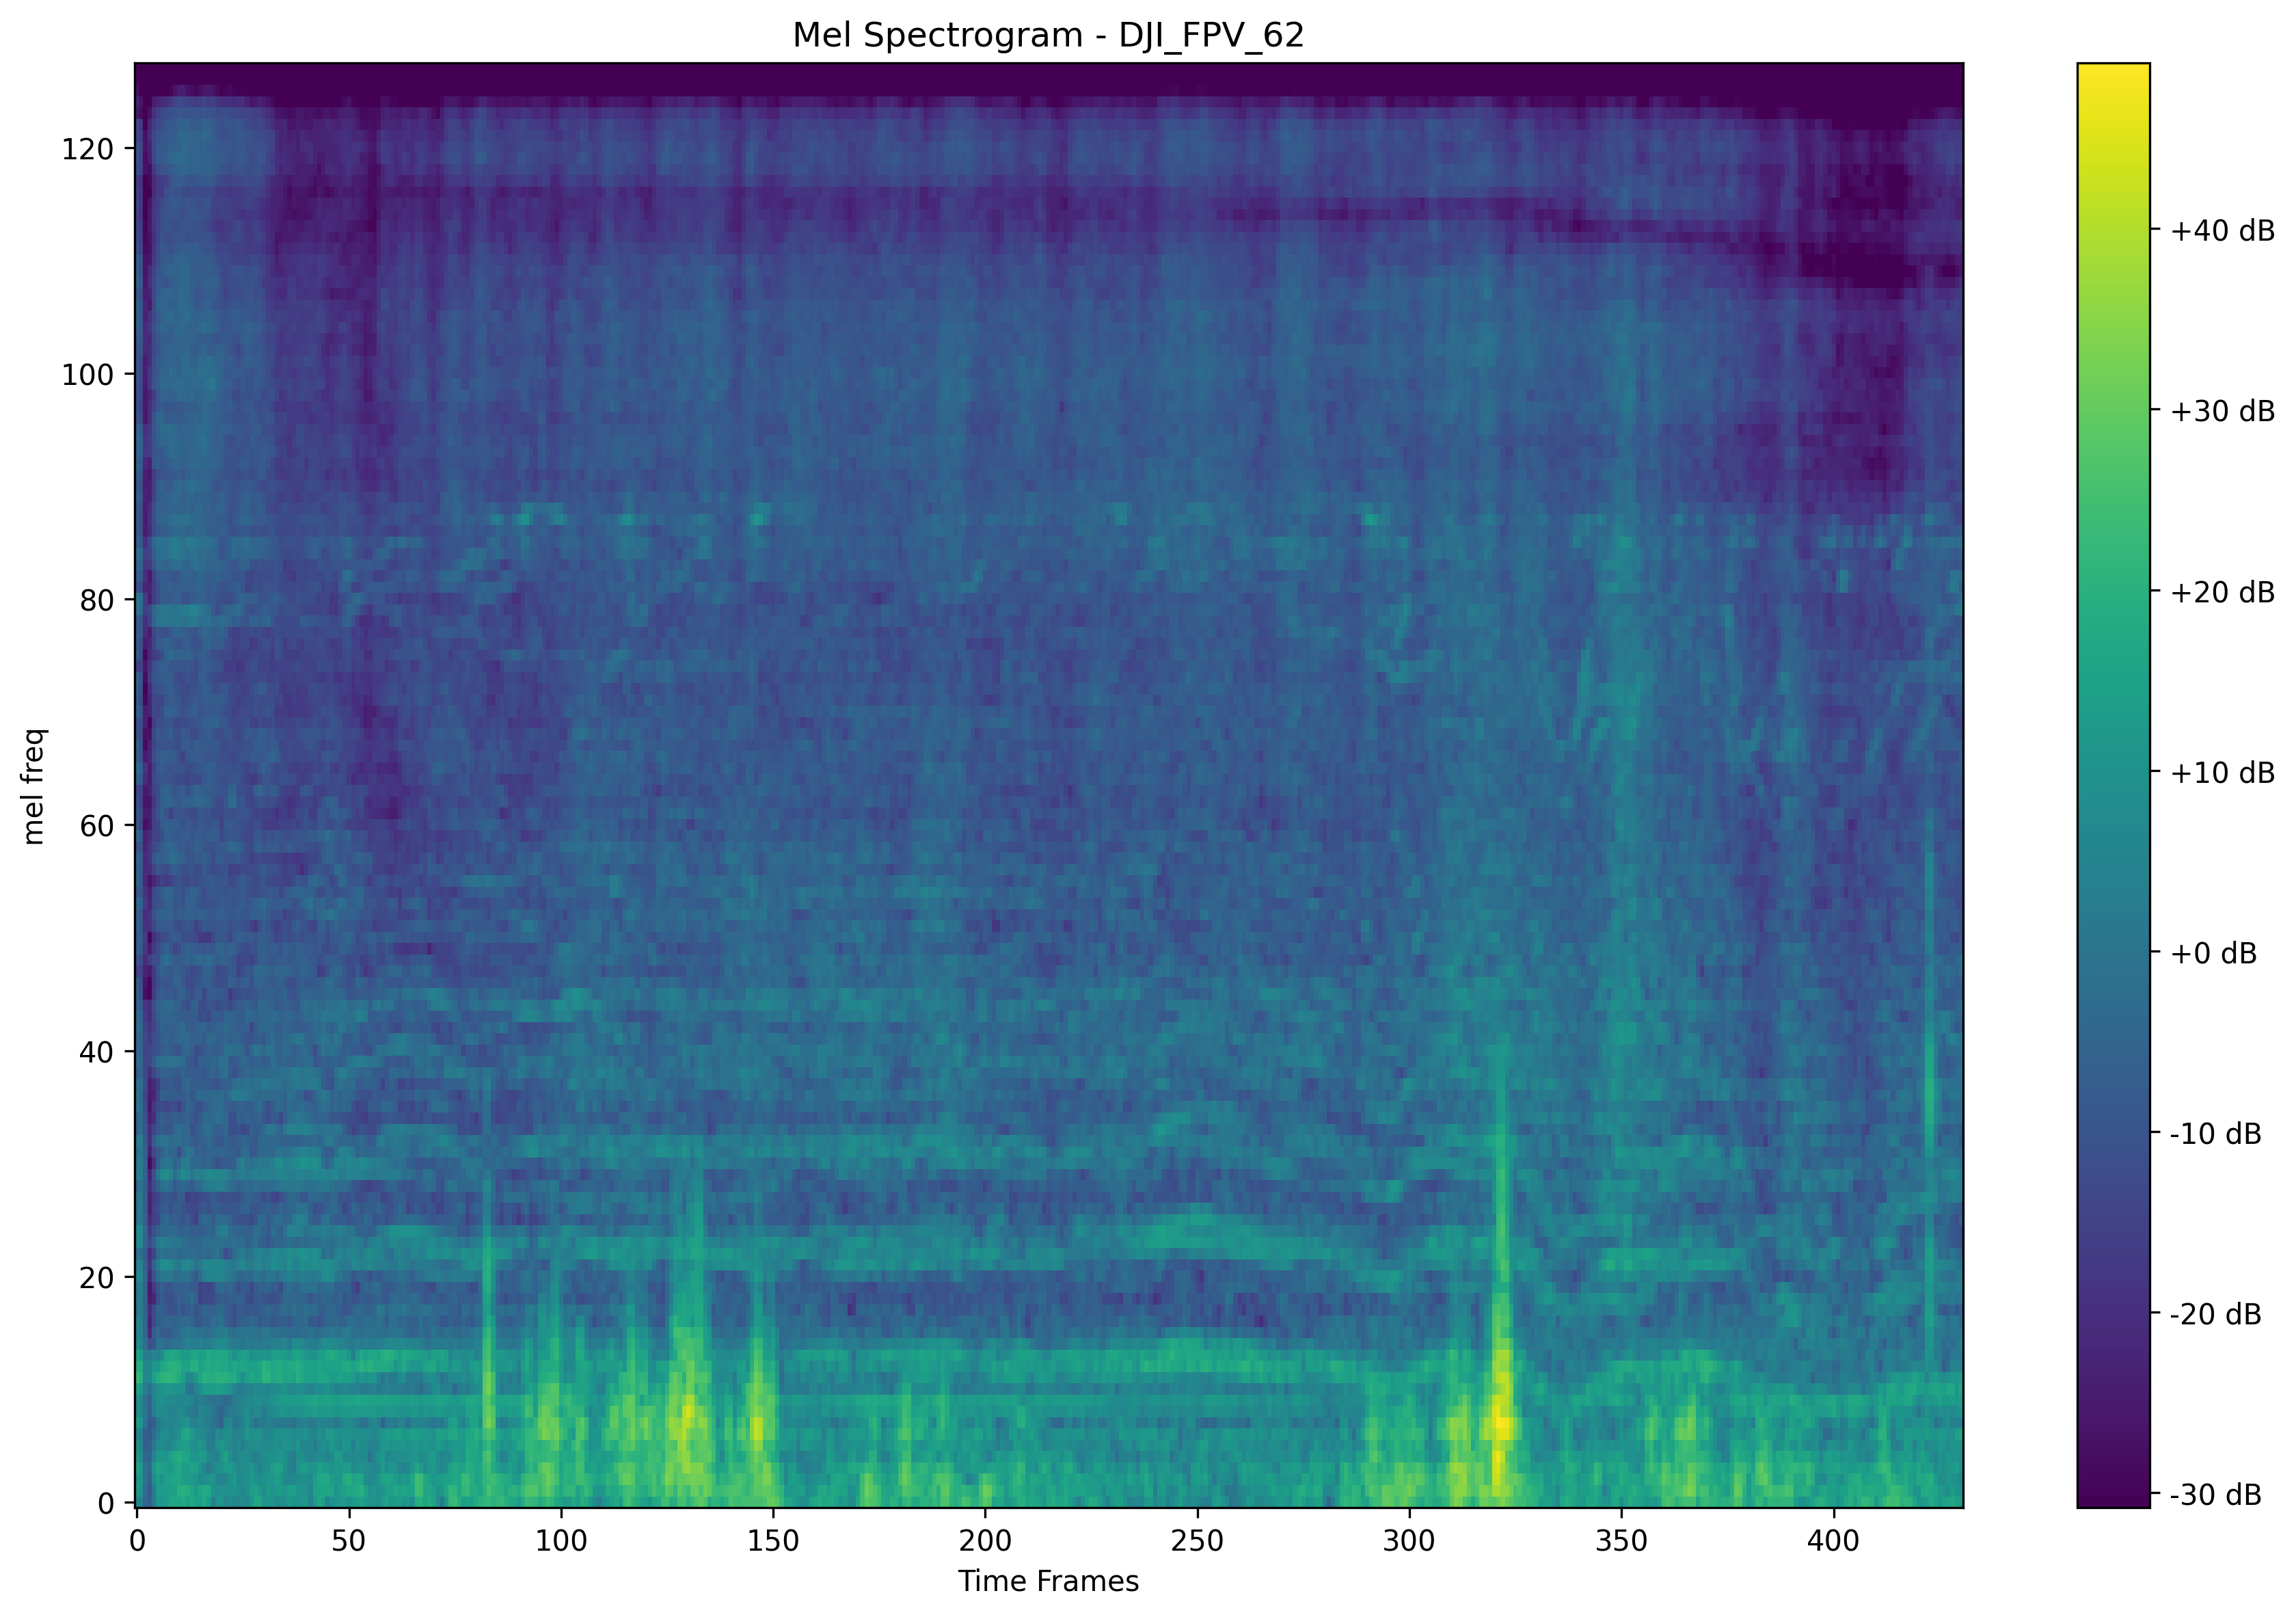 Mel Spectrogram - DJI_FPV_62
mel freq
120
100
80
60
40
20
0
0 50 100 150 200 250 300 350 400
Time Frames
+40 dB
+30 dB
+20 dB
+10 dB
+0 dB
-10 dB
-20 dB
-30 dB